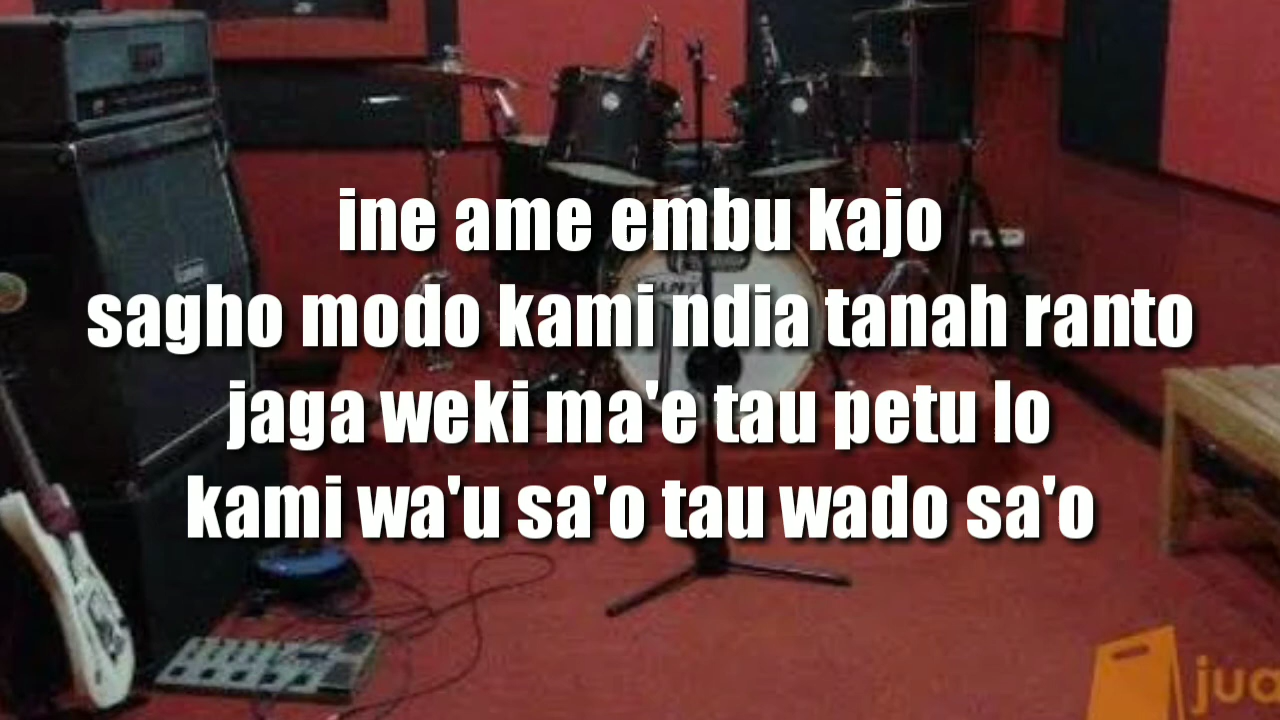 ine ame embu kajo
sagho modo kami ndia tanah ranto
jaga weki ma'e tau petu lo
kami wa'u sa'o tau wado sa'o